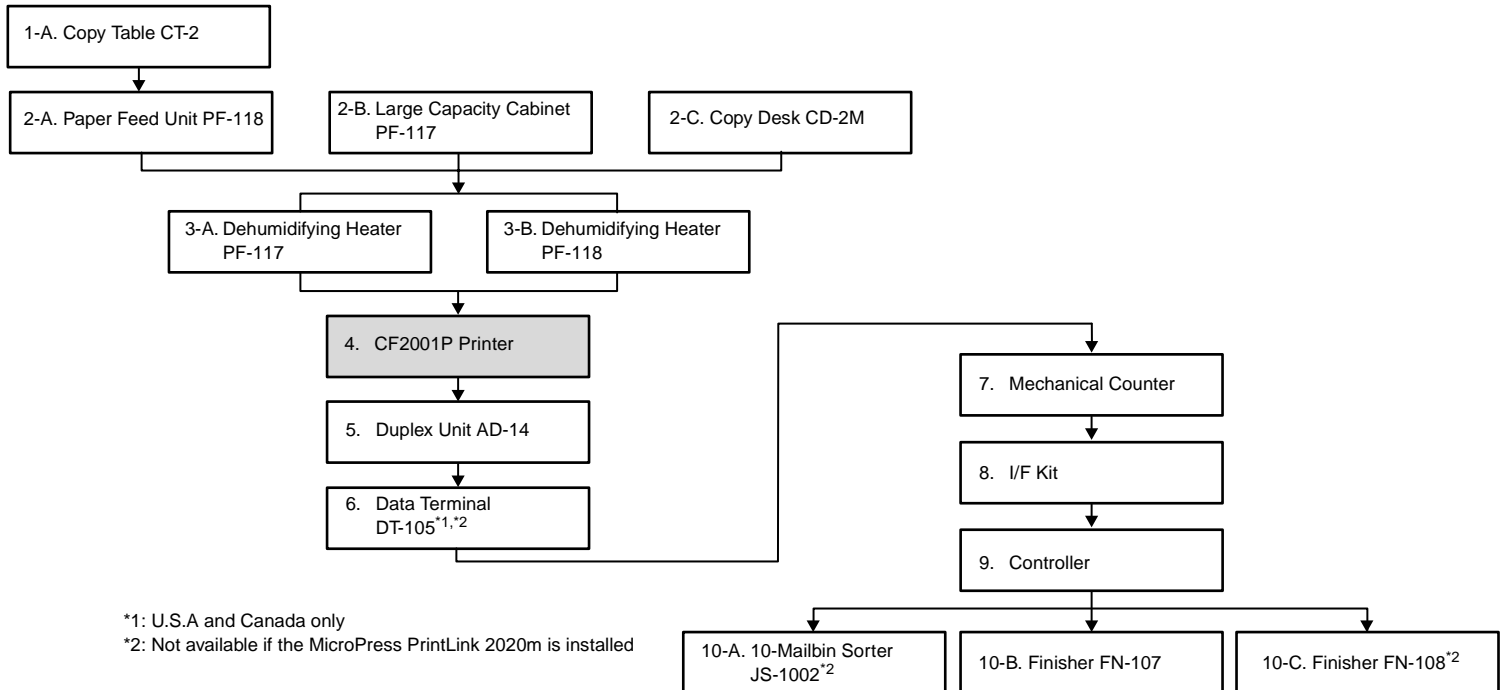 1-A. Copy Table CT-2
2-A. Paper Feed Unit PF-118
2-B. Large Capacity Cabinet
PF-117
2-C. Copy Desk CD-2M
3-A. Dehumidifying Heater
PF-117
3-B. Dehumidifying Heater
PF-118
4. CF2001P Printer
5. Duplex Unit AD-14
6. Data Terminal
DT-105*1,*2
7. Mechanical Counter
8. I/F Kit
9. Controller
10-A. 10-Mailbin Sorter
JS-1002*2
10-B. Finisher FN-107
10-C. Finisher FN-108*2
*1: U.S.A and Canada only
*2: Not available if the MicroPress PrintLink 2020m is installed